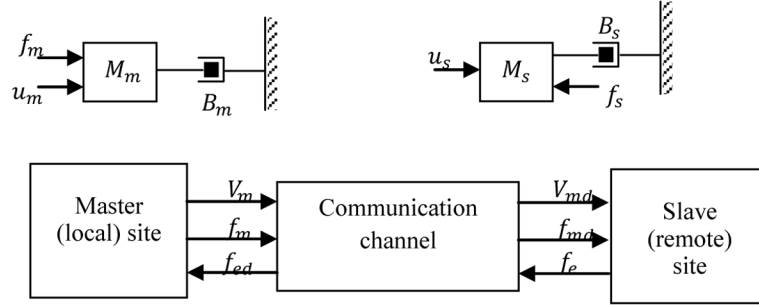 f_m
u_m
M_m
B_m
u_s
M_s
B_s
f_s
Master
(local) site
V_m
f_m
f_ed
Communication
channel
V_md
f_md
f_e
Slave
(remote)
site